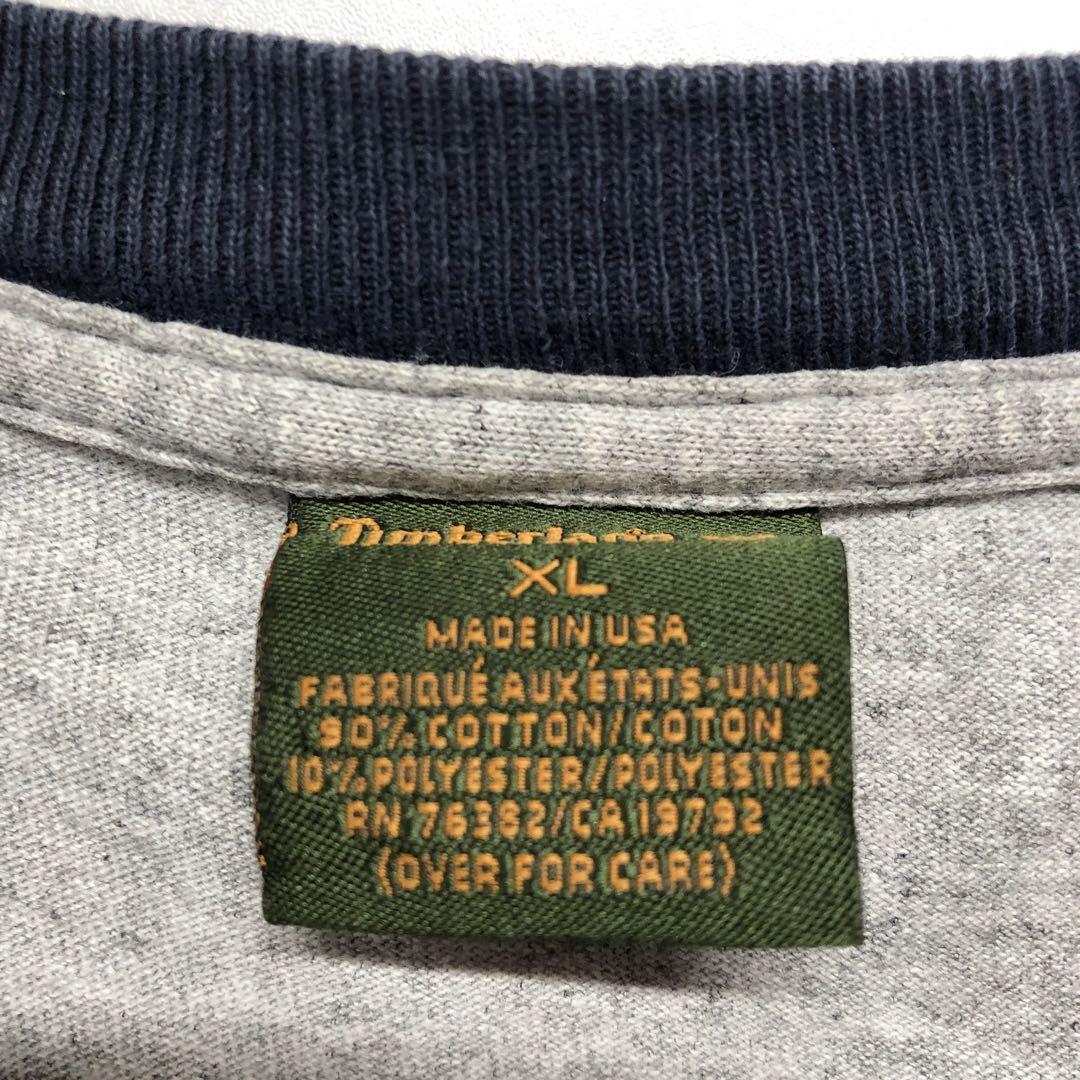 Timberland
XL
MADE IN USA
FABRIQUÉ AUX ÉTATS-UNIS
90% COTTON/COTON
10% POLYESTER/POLYESTER
RN 76382/CA 19792
(OVER FOR CARE)